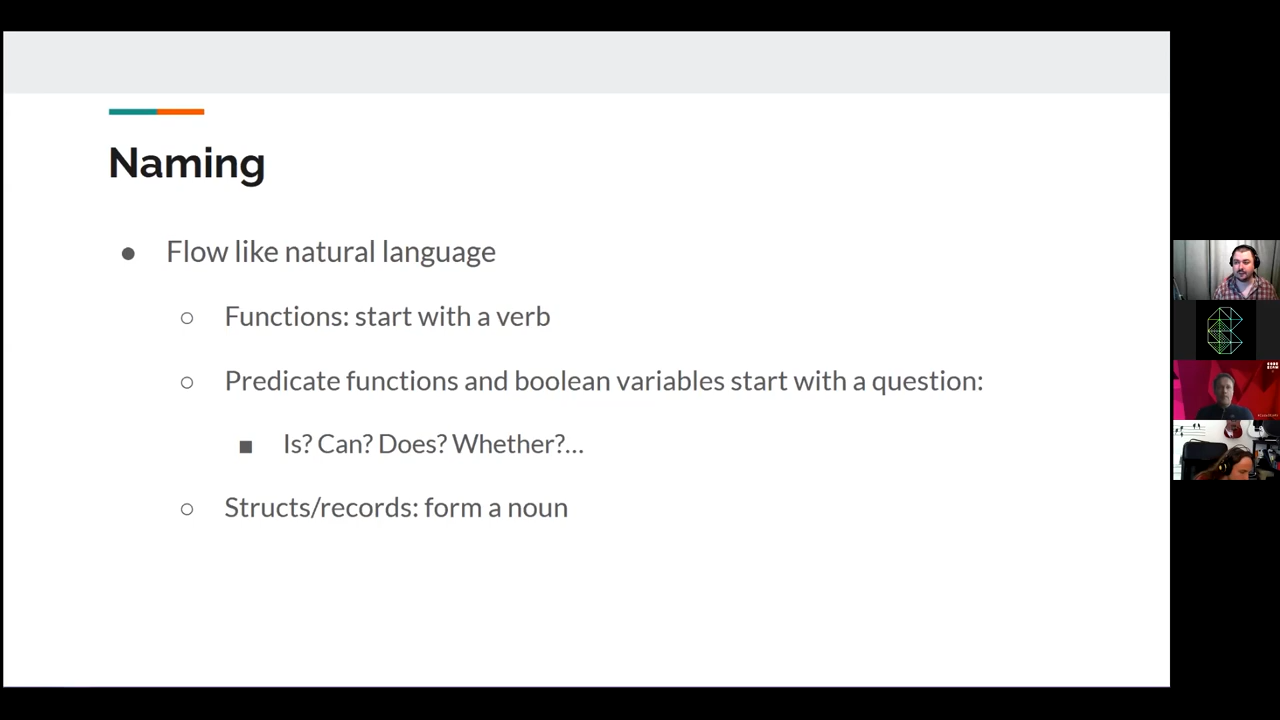 Naming
● Flow like natural language
○ Functions: start with a verb
○ Predicate functions and boolean variables start with a question:
■ Is? Can? Does? Whether?...
○ Structs/records: form a noun